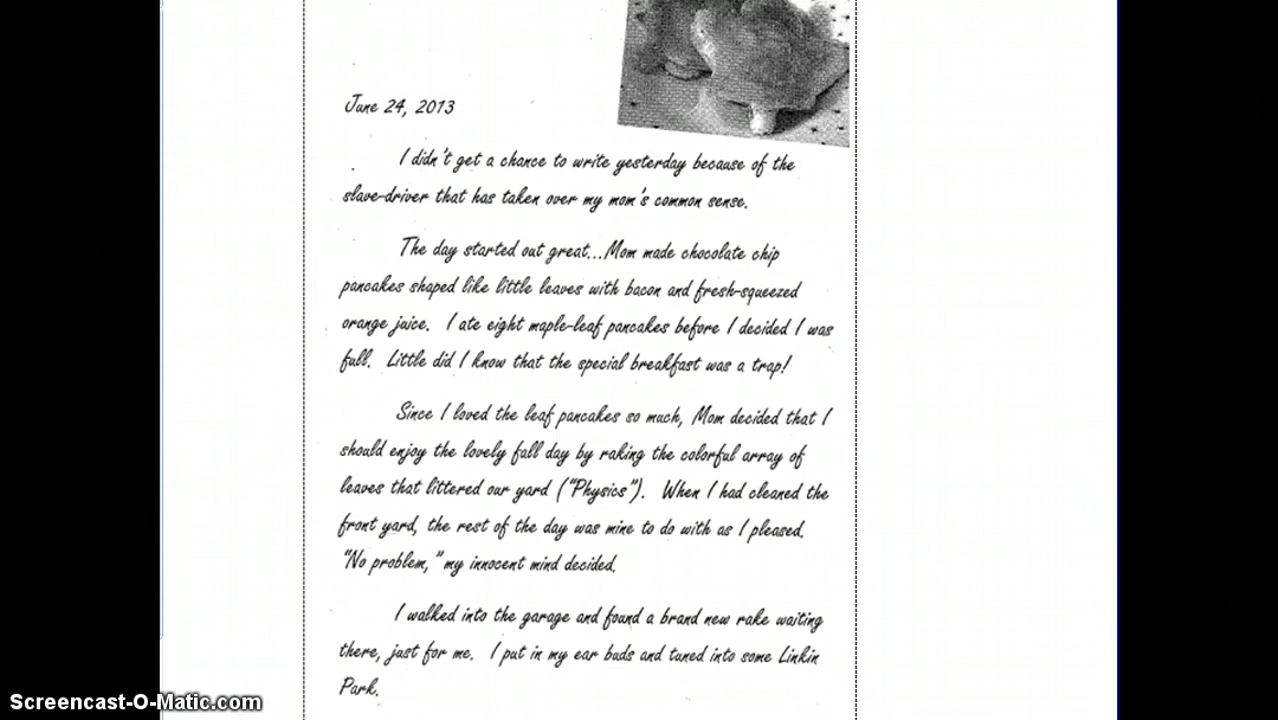 June 24, 2013
I didn't get a chance to write yesterday because of the
slave-driver that has taken over my mom's common sense.
The day started out great...Mom made chocolate chip
pancakes shaped like little leaves with bacon and fresh-squeezed
orange juice. I ate eight maple-leaf pancakes before I decided I was
full. Little did I know that the special breakfast was a trap!
Since I loved the leaf pancakes so much, Mom decided that I
should enjoy the lovely fall day by raking the colorful array of
leaves that littered our yard ("Physics"). When I had cleaned the
front yard, the rest of the day was mine to do with as I pleased.
"No problem," my innocent mind decided.
I walked into the garage and found a brand new rake waiting
there, just for me. I put in my ear buds and tuned into some Linkin
Park.
Screencast-O-Matic.com